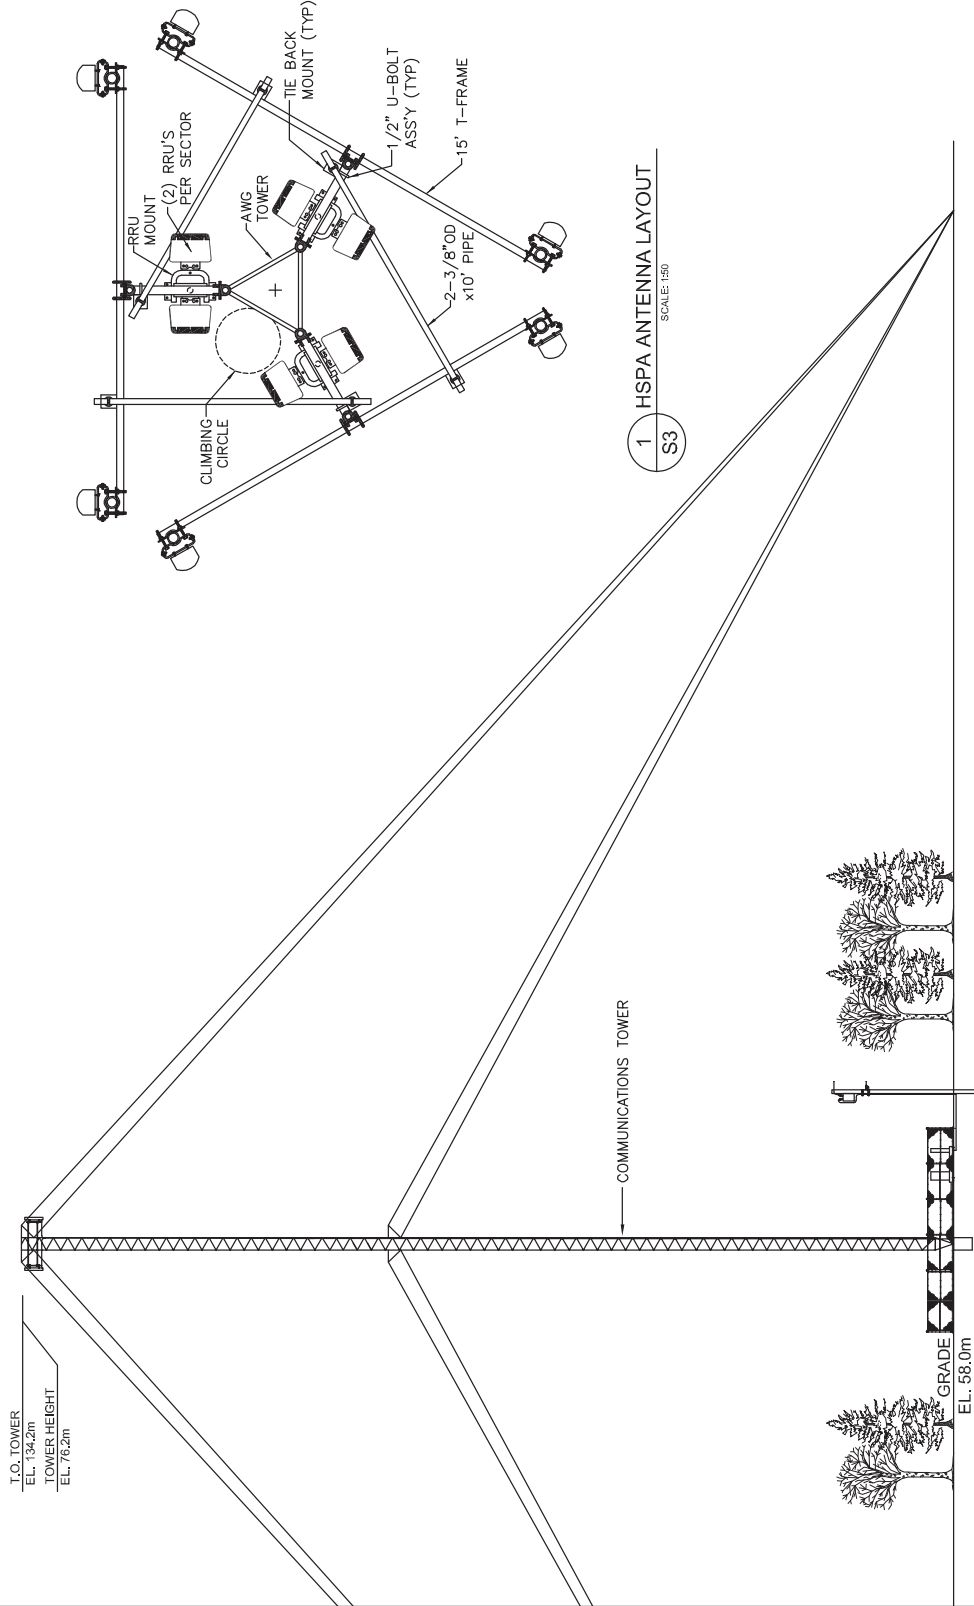 T.O. TOWER
EL. 134.2m
TOWER HEIGHT
EL. 76.2m
COMMUNICATIONS TOWER
GRADE
EL. 58.0m
CLIMBING
CIRCLE
RRU
MOUNT
(2) RRU'S
PER SECTOR
AWG
TOWER
TIE BACK
MOUNT (TYP)
1/2" U-BOLT
ASS'Y (TYP)
15' T-FRAME
2-3/8"OD
x10' PIPE
1
S3
HSPA ANTENNA LAYOUT
SCALE: 1:50